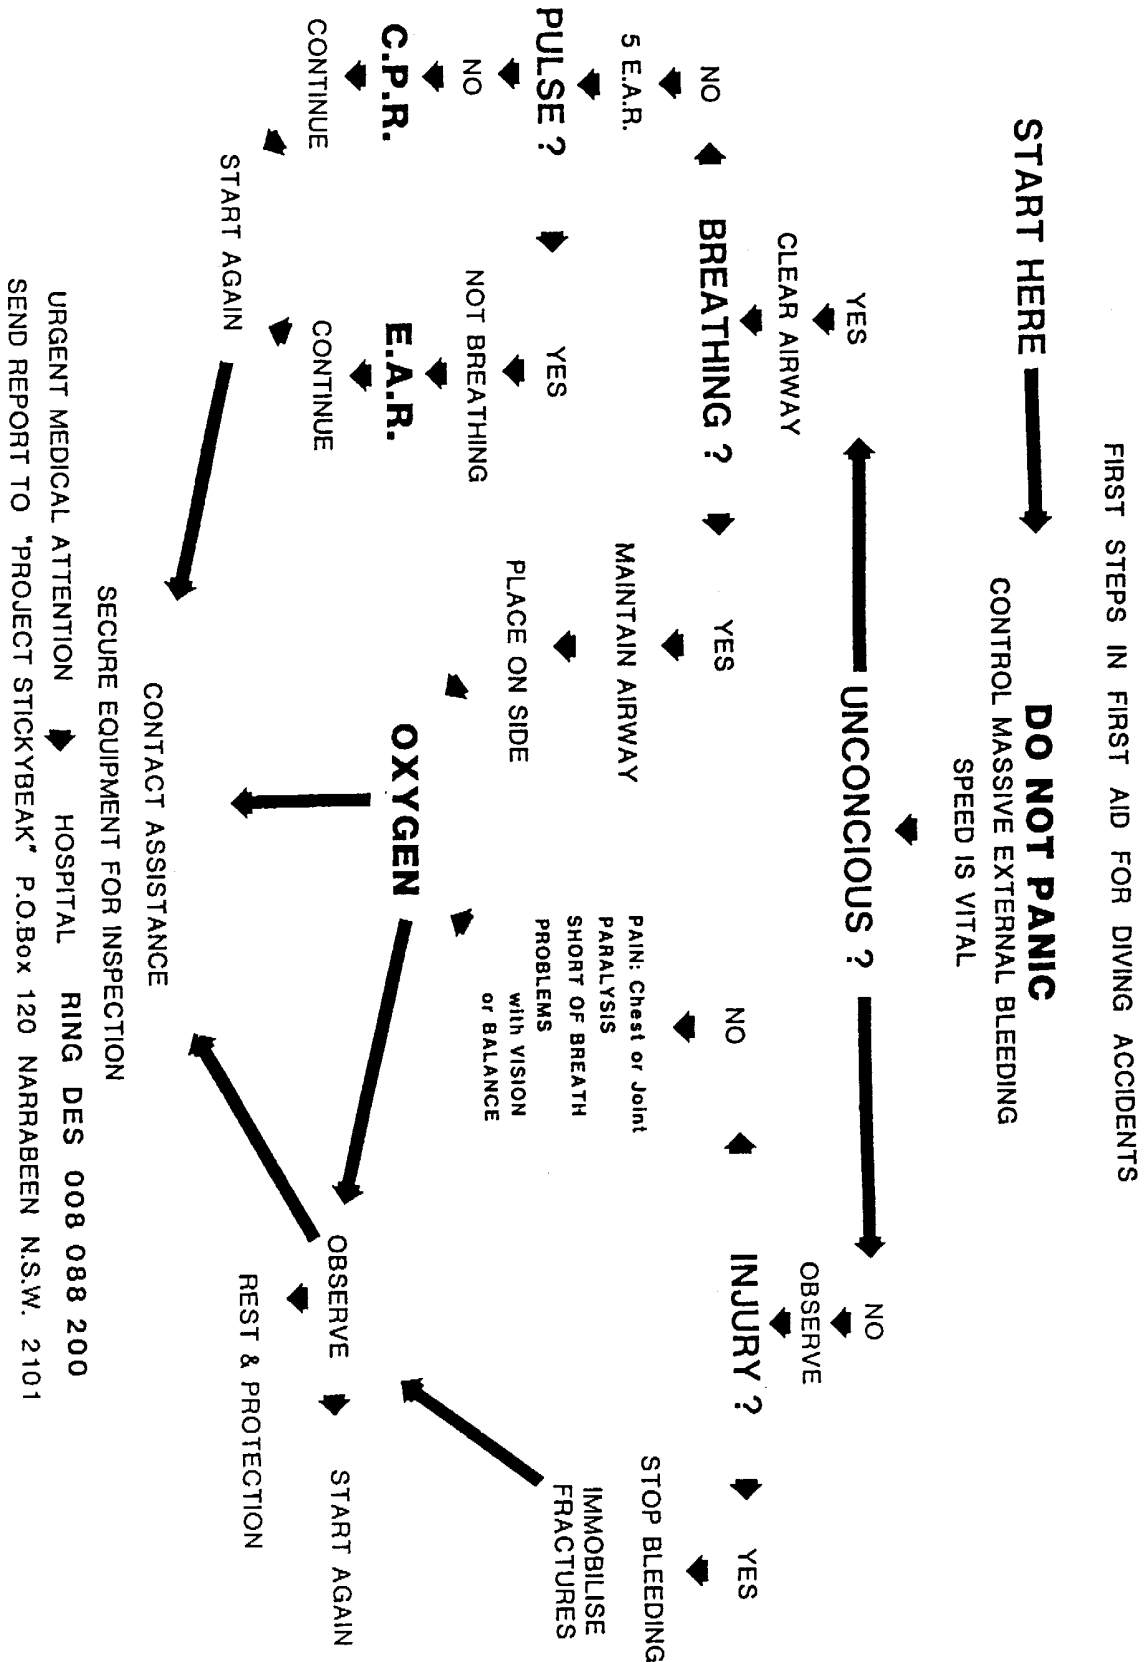 FIRST STEPS IN FIRST AID FOR DIVING ACCIDENTS
START HERE
DO NOT PANIC
CONTROL MASSIVE EXTERNAL BLEEDING
SPEED IS VITAL
UNCONCIOUS ?
YES
CLEAR AIRWAY
BREATHING ?
NO
5 E.A.R.
PULSE ?
NO
C.P.R.
CONTINUE
YES
NOT BREATHING
E.A.R.
CONTINUE
START AGAIN
YES
MAINTAIN AIRWAY
PLACE ON SIDE
OXYGEN
NO
OBSERVE
INJURY ?
NO
PAIN: Chest or Joint
PARALYSIS
SHORT OF BREATH
PROBLEMS
with VISION
or BALANCE
YES
STOP BLEEDING
IMMOBILISE
FRACTURES
OBSERVE
START AGAIN
REST & PROTECTION
CONTACT ASSISTANCE
SECURE EQUIPMENT FOR INSPECTION
URGENT MEDICAL ATTENTION HOSPITAL RING DES 008 088 200
SEND REPORT TO "PROJECT STICKYBEAK" P.O.Box 120 NARRABEEN N.S.W. 2101